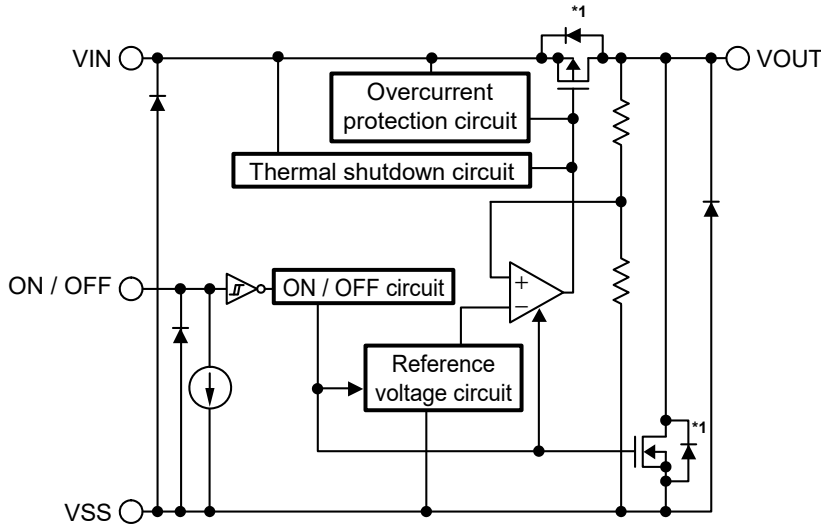 *1
VIN
VOUT
Overcurrent
protection circuit
Thermal shutdown circuit
ON / OFF
ON / OFF circuit
+
−
Reference
voltage circuit
*1
VSS